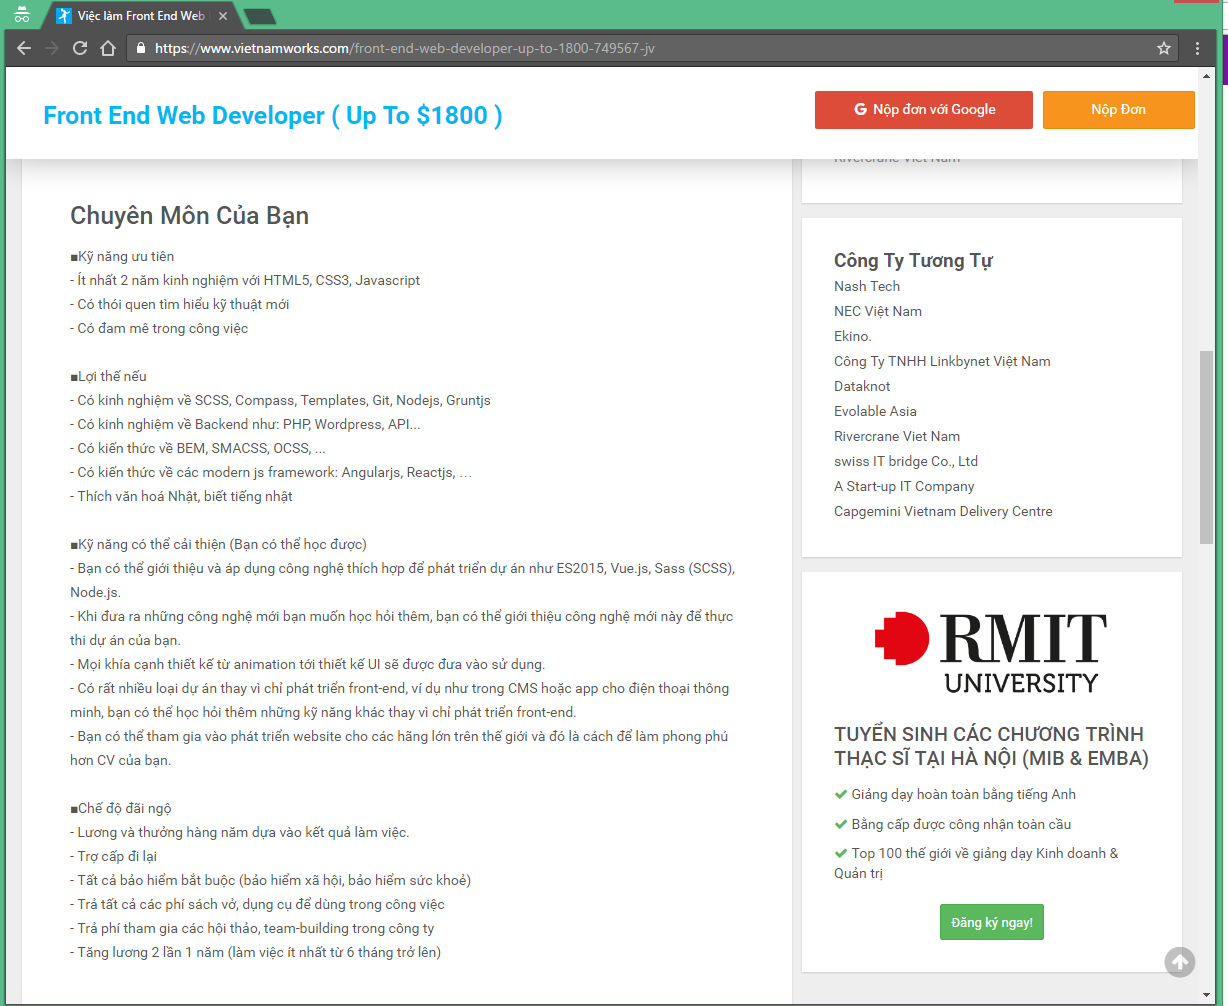 Việc làm Front End Web
https://www.vietnamworks.com/front-end-web-developer-up-to-1800-749567-jv
Front End Web Developer ( Up To $1800 )
Nộp đơn với Google
Nộp Đơn
Chuyên Môn Của Bạn
■Kỹ năng ưu tiên
- Ít nhất 2 năm kinh nghiệm với HTML5, CSS3, Javascript
- Có thói quen tìm hiểu kỹ thuật mới
- Có đam mê trong công việc
■Lợi thế nếu
- Có kinh nghiệm về SCSS, Compass, Templates, Git, Nodejs, Gruntjs
- Có kinh nghiệm về Backend như: PHP, Wordpress, API...
- Có kiến thức về BEM, SMACSS, OCSS, ...
- Có kiến thức về các modern js framework: Angularjs, Reactjs, …
- Thích văn hoá Nhật, biết tiếng nhật
■Kỹ năng có thể cải thiện (Bạn có thể học được)
- Bạn có thể giới thiệu và áp dụng công nghệ thích hợp để phát triển dự án như ES2015, Vue.js, Sass (SCSS),
Node.js.
- Khi đưa ra những công nghệ mới bạn muốn học hỏi thêm, bạn có thể giới thiệu công nghệ mới này để thực
thi dự án của bạn.
- Mọi khía cạnh thiết kế từ animation tới thiết kế UI sẽ được đưa vào sử dụng.
- Có rất nhiều loại dự án thay vì chỉ phát triển front-end, ví dụ như trong CMS hoặc app cho điện thoại thông
minh, bạn có thể học hỏi thêm những kỹ năng khác thay vì chỉ phát triển front-end.
- Bạn có thể tham gia vào phát triển website cho các hãng lớn trên thế giới và đó là cách để làm phong phú
hơn CV của bạn.
■Chế độ đãi ngộ
- Lương và thưởng hàng năm dựa vào kết quả làm việc.
- Trợ cấp đi lại
- Tất cả bảo hiểm bắt buộc (bảo hiểm xã hội, bảo hiểm sức khoẻ)
- Trả tất cả các phí sách vở, dụng cụ để dùng trong công việc
- Trả phí tham gia các hội thảo, team-building trong công ty
- Tăng lương 2 lần 1 năm (làm việc ít nhất từ 6 tháng trở lên)
Rivercrane Viet Nam
Công Ty Tương Tự
Nash Tech
NEC Việt Nam
Ekino.
Công Ty TNHH Linkbynet Việt Nam
Dataknot
Evolable Asia
Rivercrane Viet Nam
swiss IT bridge Co., Ltd
A Start-up IT Company
Capgemini Vietnam Delivery Centre
RMIT
UNIVERSITY
TUYỂN SINH CÁC CHƯƠNG TRÌNH
THẠC SĨ TẠI HÀ NỘI (MIB & EMBA)
Giảng dạy hoàn toàn bằng tiếng Anh
Bằng cấp được công nhận toàn cầu
Top 100 thế giới về giảng dạy Kinh doanh &
Quản trị
Đăng ký ngay!